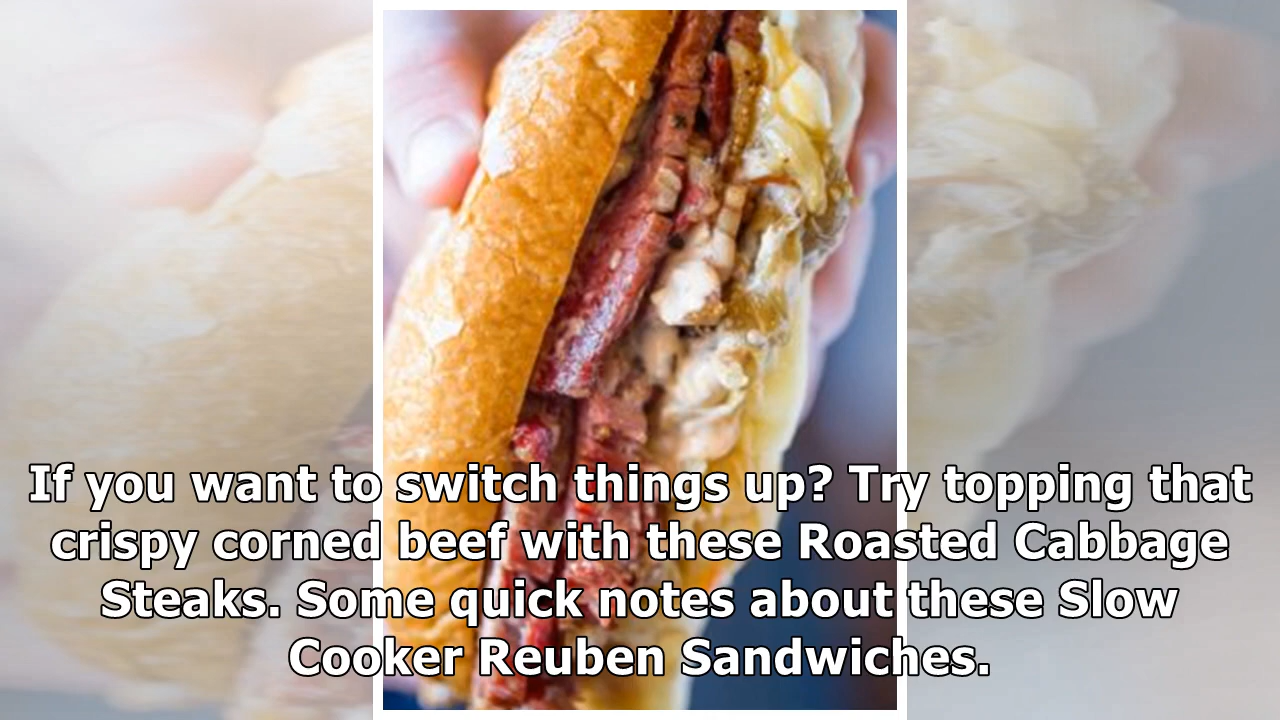 If you want to switch things up? Try topping that
crispy corned beef with these Roasted Cabbage
Steaks. Some quick notes about these Slow
Cooker Reuben Sandwiches.